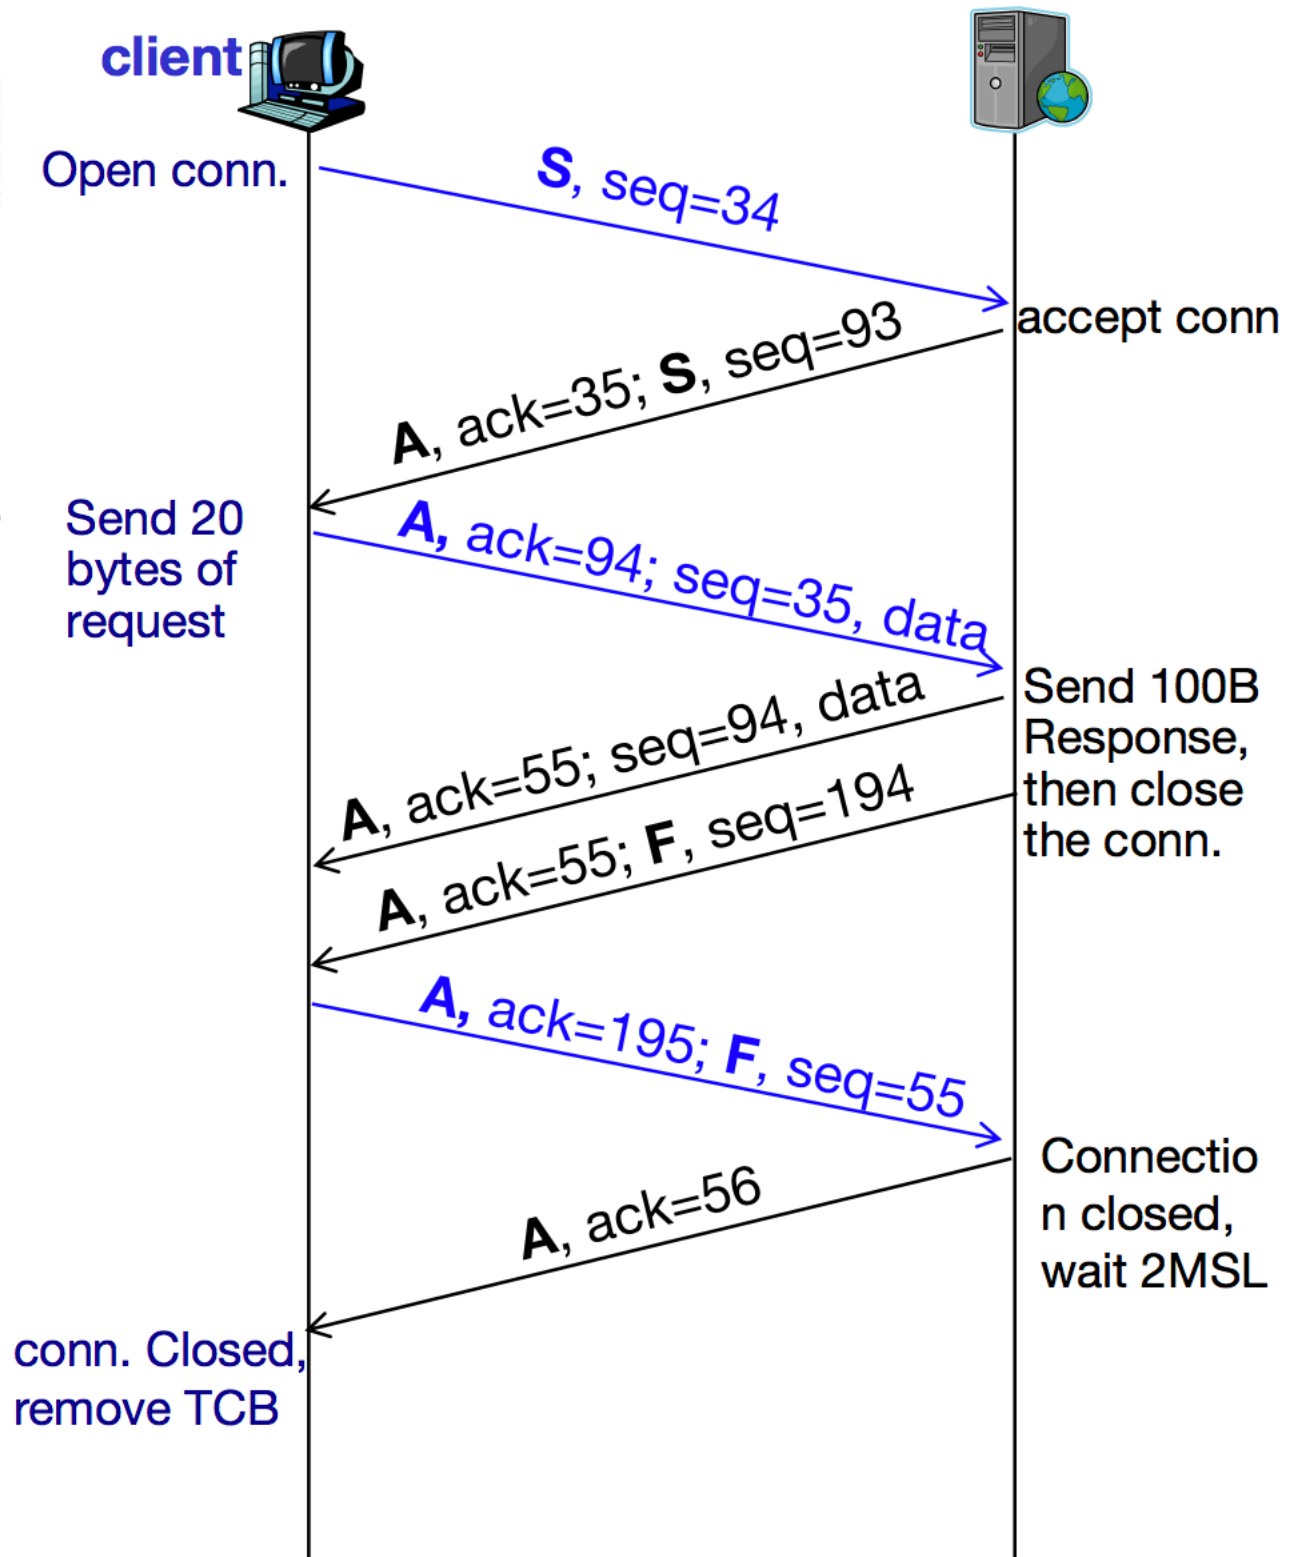 client
Open conn.
S, seq=34
accept conn
A, ack=35; S, seq=93
Send 20
bytes of
request
A, ack=94; seq=35, data
Send 100B
Response,
then close
the conn.
A, ack=55; seq=94, data
A, ack=55; F, seq=194
A, ack=195; F, seq=55
Connectio
n closed,
wait 2MSL
A, ack=56
conn. Closed,
remove TCB